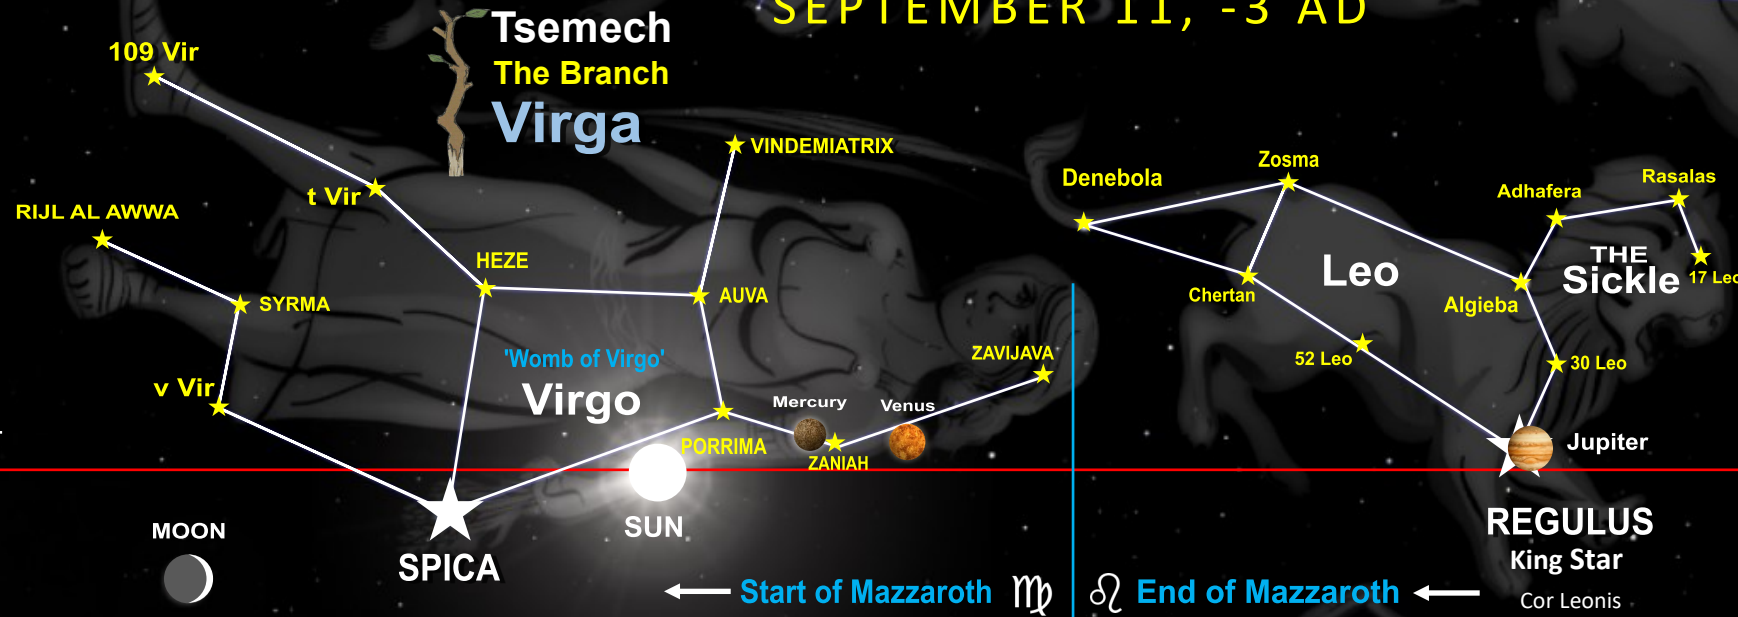 SEPTEMBER 11, -3 AD
Tsemech
The Branch
Virga
109 Vir
t Vir
RIJL AL AWWA
SYRMA
v Vir
HEZE
VINDEMIATRIX
AUVA
'Womb of Virgo'
Virgo
PORRIMA
Mercury
ZANIAH
Venus
ZAVIJAVA
SUN
MOON
SPICA
Denebola
Zosma
Chertan
Leo
52 Leo
Adhafera
Rasalas
THE
Sickle
17 Leo
Algieba
30 Leo
Jupiter
REGULUS
King Star
Cor Leonis
Start of Mazzaroth ♍
♌ End of Mazzaroth